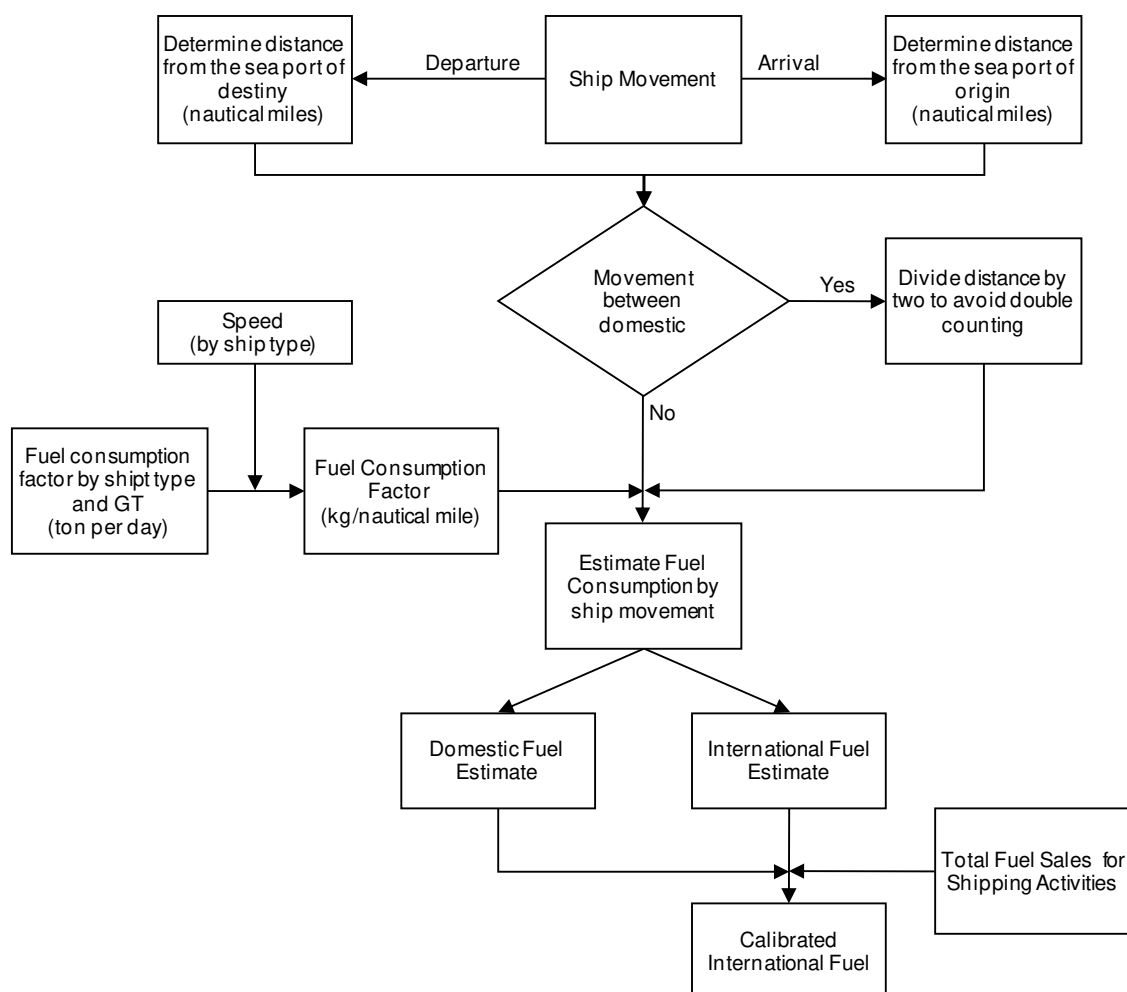 Determine distance
from the sea port of
destiny
(nautical miles)
Departure
Ship Movement
Arrival
Determine distance
from the sea port of
origin
(nautical miles)
Movement
between
domestic
Yes
Divide distance by
two to avoid double
counting
Speed
(by ship type)
No
Fuel consumption
factor by shipt type
and GT
(ton per day)
Fuel Consumption
Factor
(kg/nautical mile)
Estimate Fuel
Consumption by
ship movement
Domestic Fuel
Estimate
International Fuel
Estimate
Total Fuel Sales for
Shipping Activities
Calibrated
International Fuel